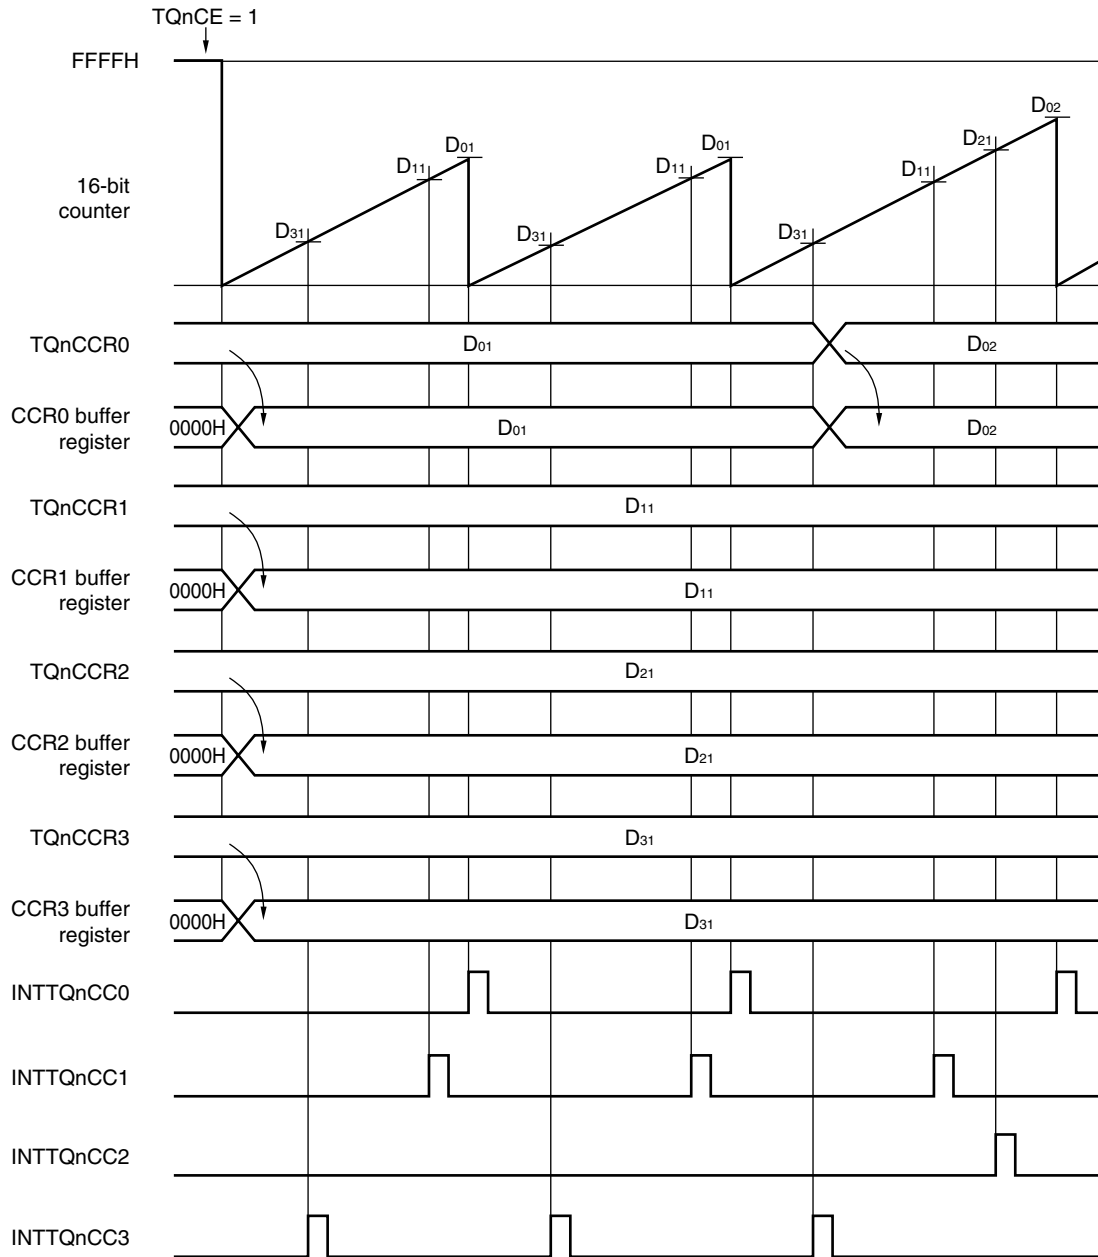 TQnCE = 1
FFFFH
16-bit
counter
D31
D11
D01
D31
D11
D01
D31
D11
D21
D02
TQnCCR0
D01
D02
CCR0 buffer
register
0000H
D01
D02
TQnCCR1
D11
CCR1 buffer
register
0000H
D11
TQnCCR2
D21
CCR2 buffer
register
0000H
D21
TQnCCR3
D31
CCR3 buffer
register
0000H
D31
INTTQnCC0
INTTQnCC1
INTTQnCC2
INTTQnCC3